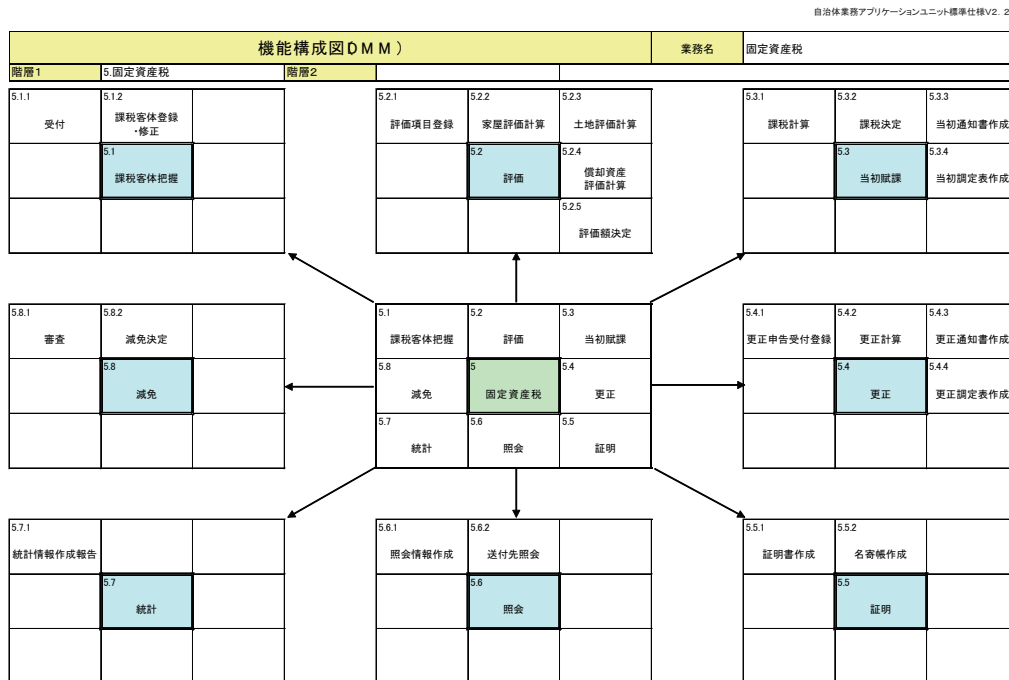 自治体業務アプリケーションユニット標準仕様V2．2
機能構成図(DMM)
業務名
固定資産税
階層1
5.固定資産税
階層2
5.1.1
受付
5.1.2
課税客体登録
・修正
5.1
課税客体把握
5.2.1
評価項目登録
5.2.2
家屋評価計算
5.2.3
土地評価計算
5.2
評価
5.2.4
償却資産
評価計算
5.2.5
評価額決定
5.3.1
課税計算
5.3.2
課税決定
5.3.3
当初通知書作成
5.3
当初賦課
5.3.4
当初調定表作成
5.8.1
審査
5.8.2
減免決定
5.8
減免
5.1
課税客体把握
5.2
評価
5.3
当初賦課
5.8
減免
5
固定資産税
5.4
更正
5.7
統計
5.6
照会
5.5
証明
5.4.1
更正申告受付登録
5.4.2
更正計算
5.4.3
更正通知書作成
5.4
更正
5.4.4
更正調定表作成
5.7.1
統計情報作成報告
5.7
統計
5.6.1
照会情報作成
5.6.2
送付先照会
5.6
照会
5.5.1
証明書作成
5.5.2
名寄帳作成
5.5
証明